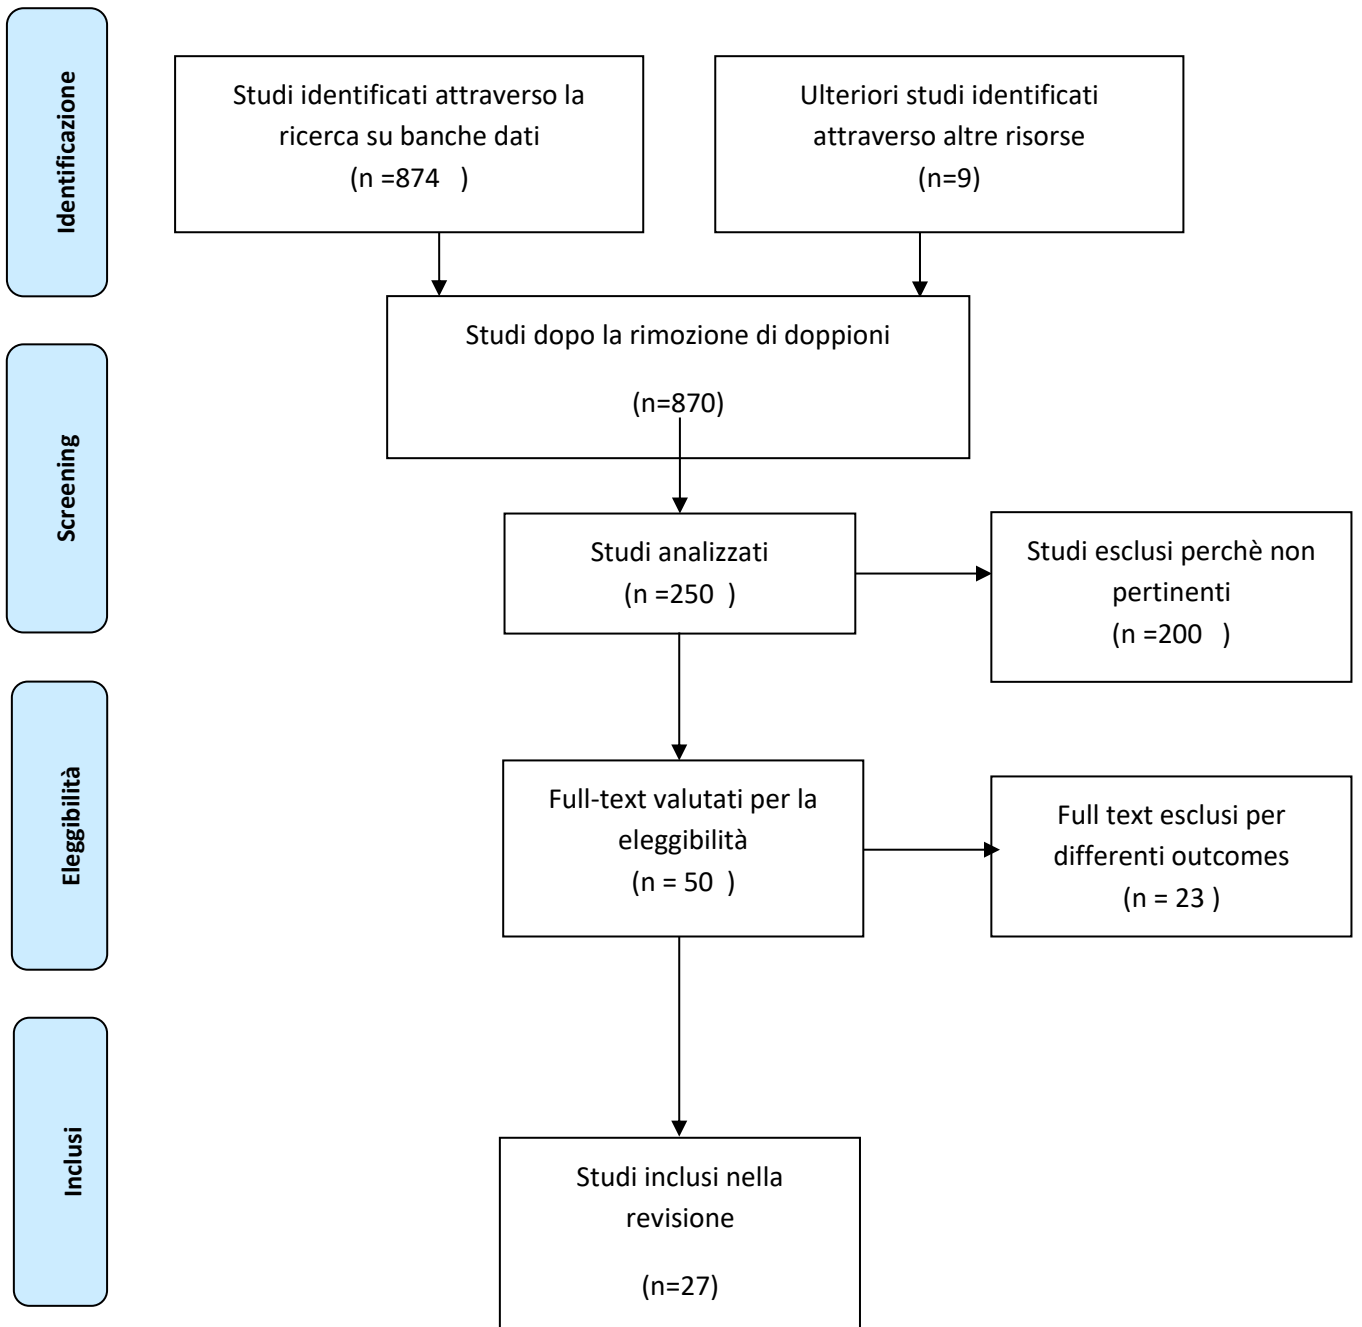 Identificazione
Studi identificati attraverso la
ricerca su banche dati
(n =874   )
Ulteriori studi identificati
attraverso altre risorse
(n=9)
Studi dopo la rimozione di doppioni
(n=870)
Screening
Studi analizzati
(n =250  )
Studi esclusi perchè non
pertinenti
(n =200   )
Eleggibilità
Full-text valutati per la
eleggibilità
(n = 50  )
Full text esclusi per
differenti outcomes
(n = 23 )
Inclusi
Studi inclusi nella
revisione
(n=27)